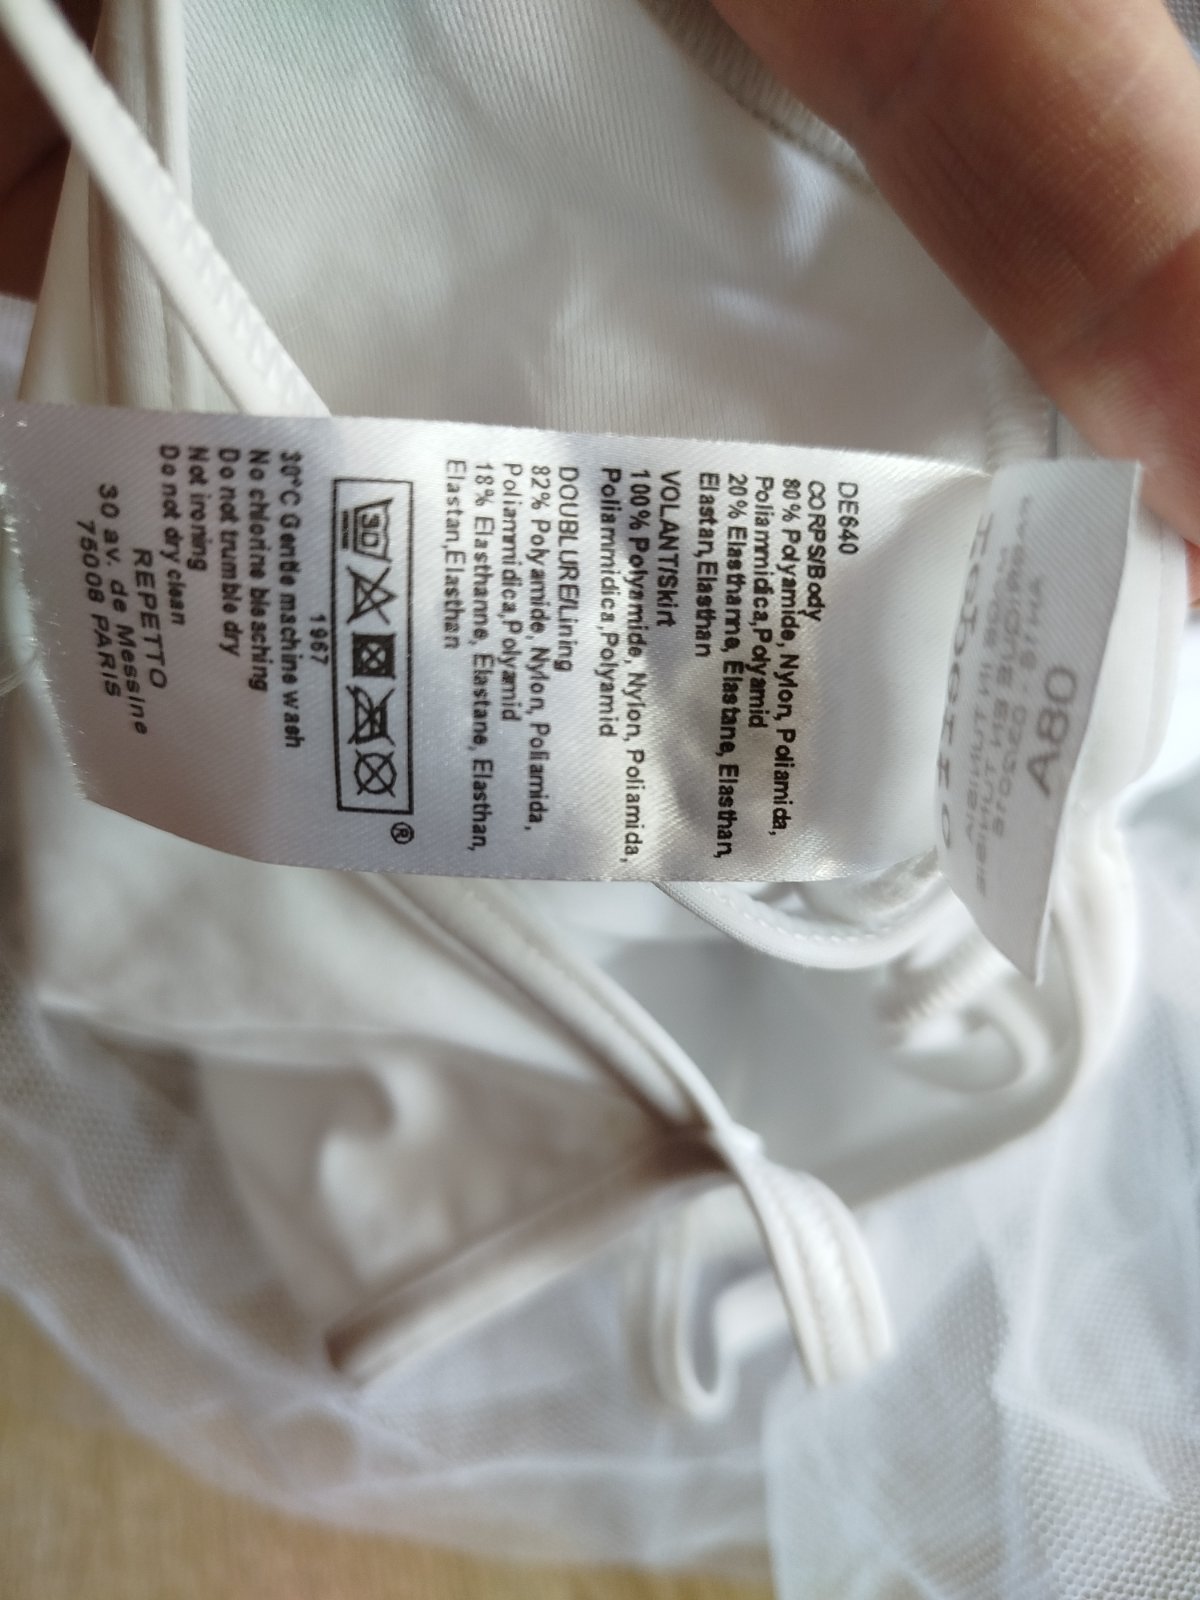 DE640
CORPS/Body
80% Polyamide, Nylon, Poliamida,
Poliammidica,Polyamid
20% Elasthanne, Elastane, Elasthan,
Elastan,Elasthan
VOLANT/Skirt
100% Polyamide, Nylon, Poliamida,
Poliammidica,Polyamid
DOUBLURE/Lining
82% Polyamide, Nylon, Poliamida,
Poliammidica,Polyamid
18% Elasthanne, Elastane, Elasthan,
Elastan,Elasthan
30
®
1967
30°C Gentle machine wash
No chlorine bleaching
Do not trumble dry
Not ironing
Do not dry clean
REPETTO
30 av. de Messine
75008 PARIS